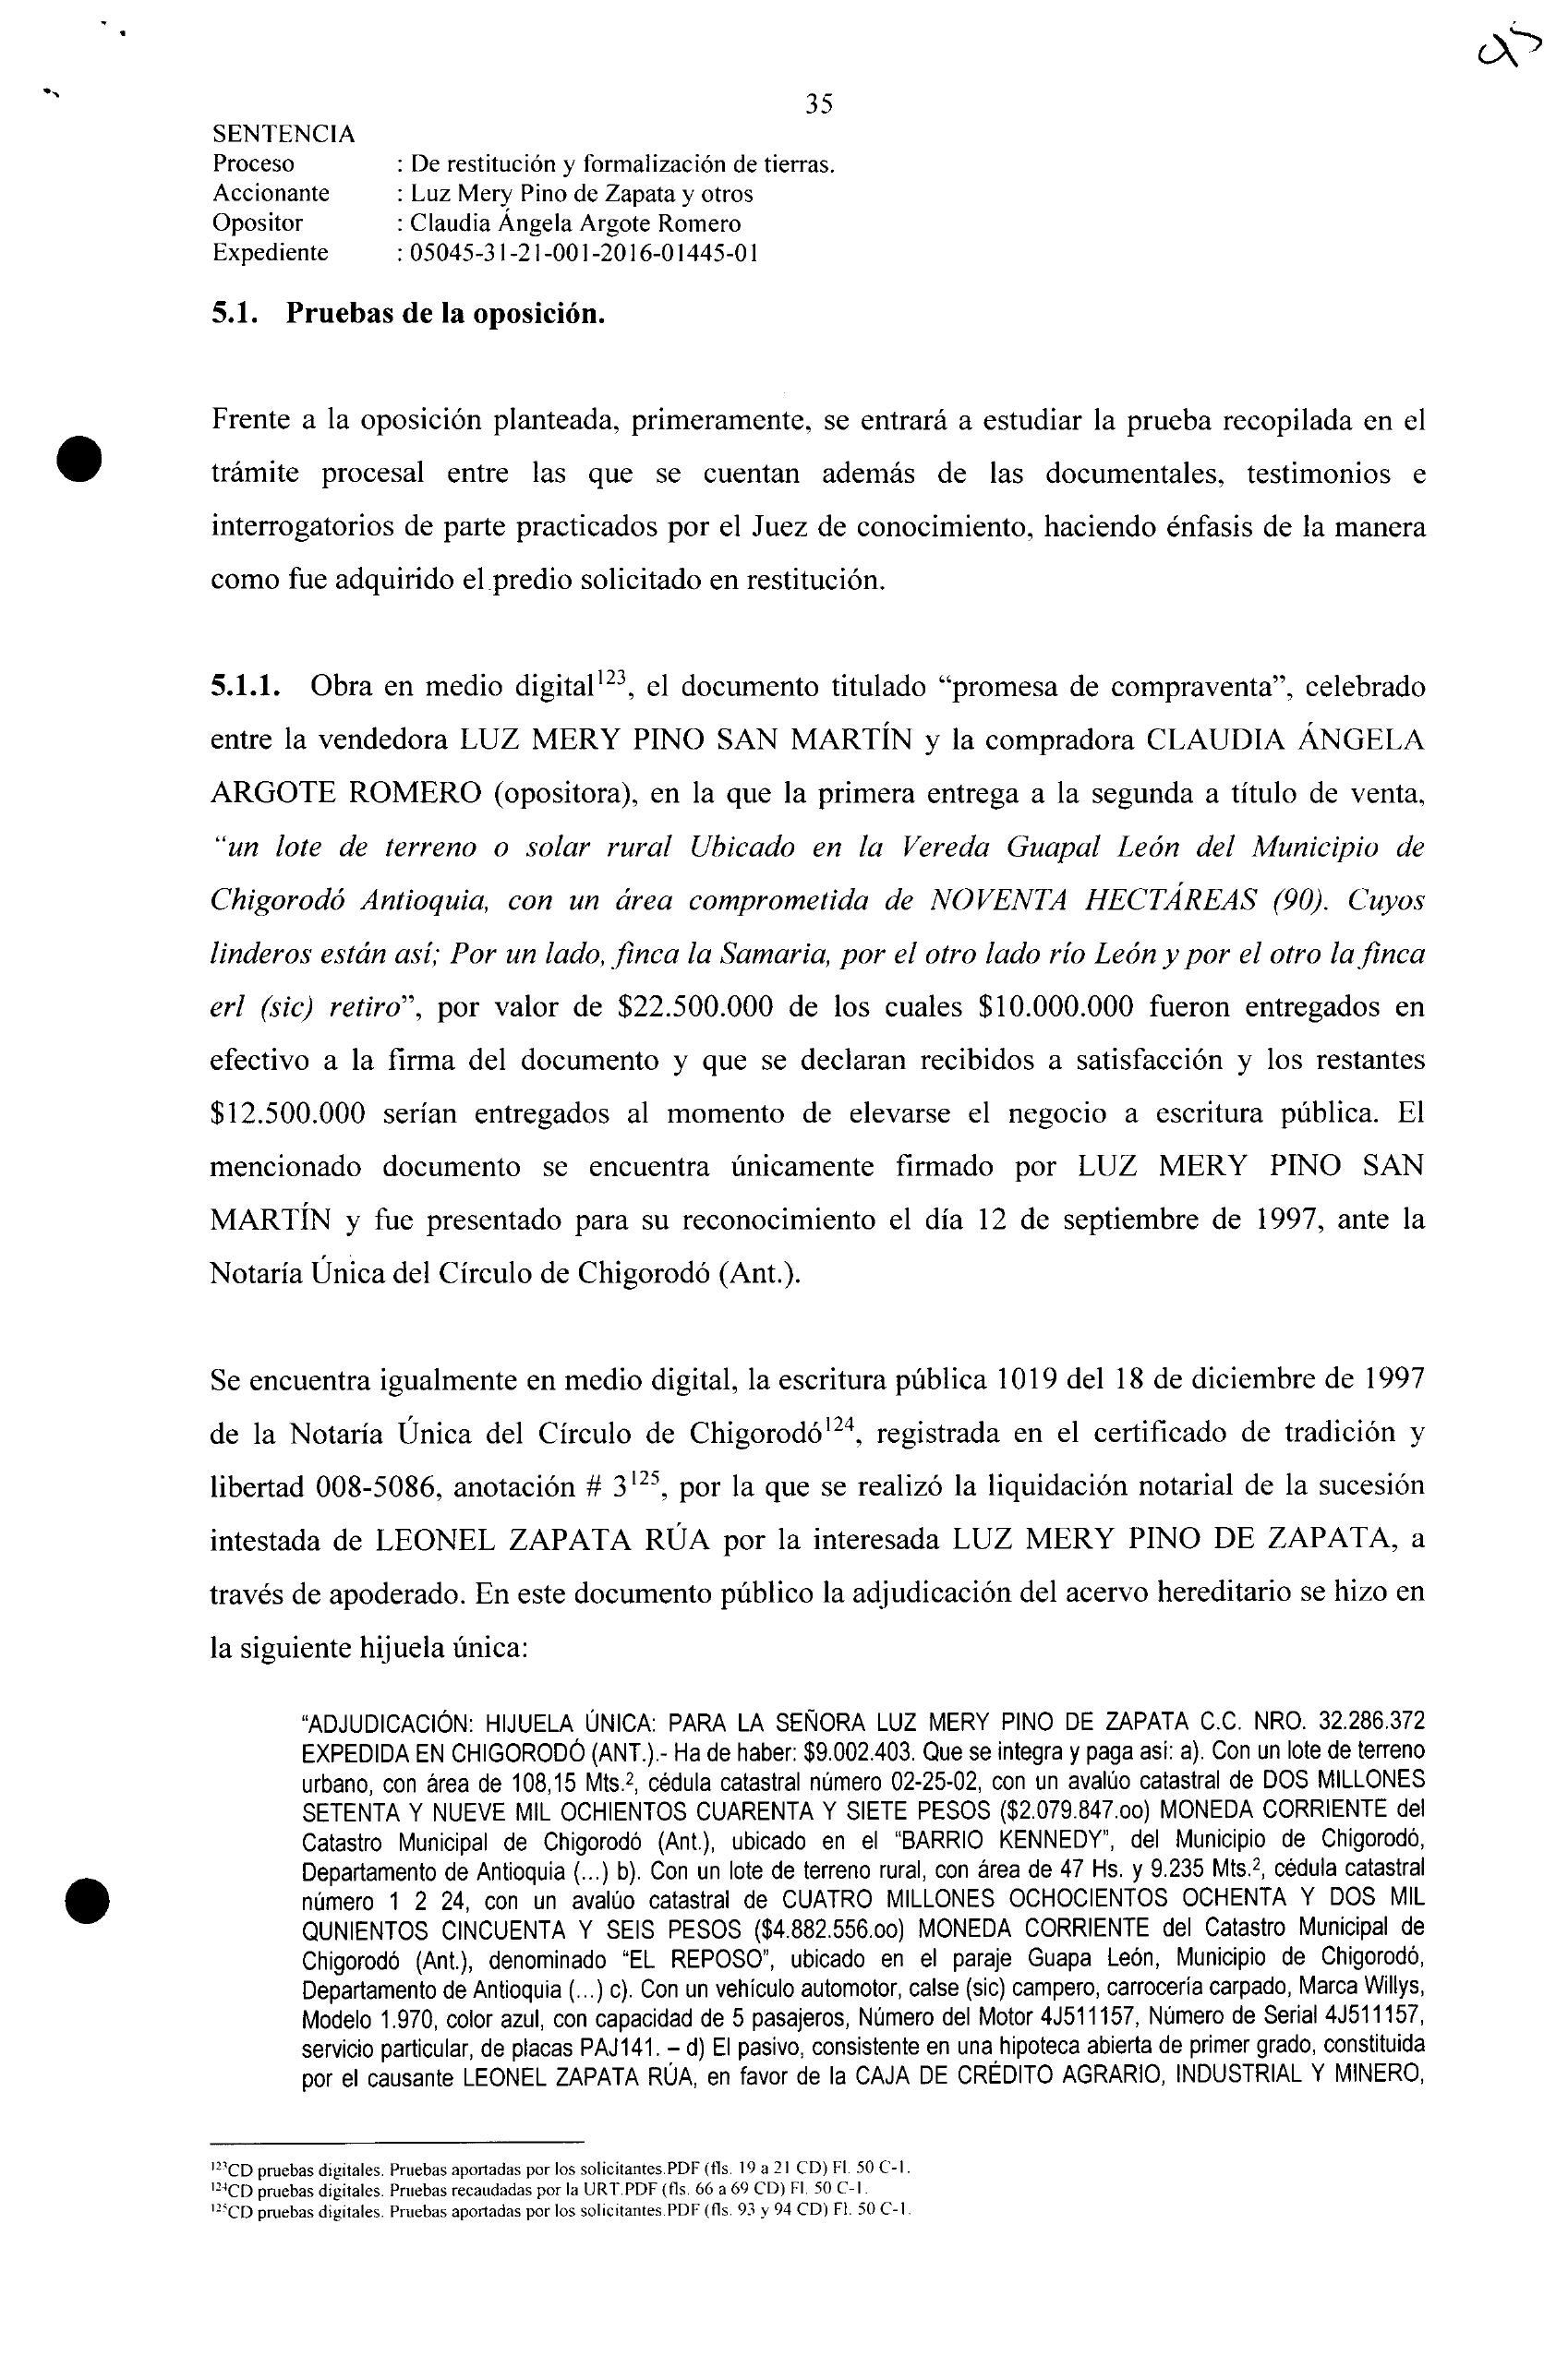 35
SENTENCIA
Proceso : De restitución y formalización de tierras.
Accionante : Luz Mery Pino de Zapata y otros
Opositor : Claudia Ángela Argote Romero
Expediente : 05045-31-21-001-2016-01445-01
5.1. Pruebas de la oposición.
Frente a la oposición planteada, primeramente, se entrará a estudiar la prueba recopilada en el
trámite procesal entre las que se cuentan además de las documentales, testimonios e
interrogatorios de parte practicados por el Juez de conocimiento, haciendo énfasis de la manera
como fue adquirido el predio solicitado en restitución.
5.1.1. Obra en medio digital¹²³, el documento titulado “promesa de compraventa”, celebrado
entre la vendedora LUZ MERY PINO SAN MARTÍN y la compradora CLAUDIA ÁNGELA
ARGOTE ROMERO (opositora), en la que la primera entrega a la segunda a título de venta,
“un lote de terreno o solar rural Ubicado en la Vereda Guapal León del Municipio de
Chigorodó Antioquia, con un área comprometida de NOVENTA HECTÁREAS (90). Cuyos
linderos están así; Por un lado, finca la Samaria, por el otro lado río León y por el otro la finca
erl (sic) retiro”, por valor de $22.500.000 de los cuales $10.000.000 fueron entregados en
efectivo a la firma del documento y que se declaran recibidos a satisfacción y los restantes
$12.500.000 serían entregados al momento de elevarse el negocio a escritura pública. El
mencionado documento se encuentra únicamente firmado por LUZ MERY PINO SAN
MARTÍN y fue presentado para su reconocimiento el día 12 de septiembre de 1997, ante la
Notaría Única del Círculo de Chigorodó (Ant.).
Se encuentra igualmente en medio digital, la escritura pública 1019 del 18 de diciembre de 1997
de la Notaría Única del Círculo de Chigorodó¹²⁴, registrada en el certificado de tradición y
libertad 008-5086, anotación # 3¹²⁵, por la que se realizó la liquidación notarial de la sucesión
intestada de LEONEL ZAPATA RÚA por la interesada LUZ MERY PINO DE ZAPATA, a
través de apoderado. En este documento público la adjudicación del acervo hereditario se hizo en
la siguiente hijuela única:
“ADJUDICACIÓN: HIJUELA ÚNICA: PARA LA SEÑORA LUZ MERY PINO DE ZAPATA C.C. NRO. 32.286.372
EXPEDIDA EN CHIGORODÓ (ANT.).- Ha de haber: $9.002.403. Que se integra y paga asi: a). Con un lote de terreno
urbano, con área de 108,15 Mts.², cédula catastral número 02-25-02, con un avalúo catastral de DOS MILLONES
SETENTA Y NUEVE MIL OCHIENTOS CUARENTA Y SIETE PESOS ($2.079.847.oo) MONEDA CORRIENTE del
Catastro Municipal de Chigorodó (Ant.), ubicado en el “BARRIO KENNEDY”, del Municipio de Chigorodó,
Departamento de Antioquia (...) b). Con un lote de terreno rural, con área de 47 Hs. y 9.235 Mts.², cédula catastral
número 1 2 24, con un avalúo catastral de CUATRO MILLONES OCHOCIENTOS OCHENTA Y DOS MIL
QUNIENTOS CINCUENTA Y SEIS PESOS ($4.882.556.oo) MONEDA CORRIENTE del Catastro Municipal de
Chigorodó (Ant.), denominado “EL REPOSO”, ubicado en el paraje Guapa León, Municipio de Chigorodó,
Departamento de Antioquia (...) c). Con un vehículo automotor, calse (sic) campero, carrocería carpado, Marca Willys,
Modelo 1.970, color azul, con capacidad de 5 pasajeros, Número del Motor 4J511157, Número de Serial 4J511157,
servicio particular, de placas PAJ141. – d) El pasivo, consistente en una hipoteca abierta de primer grado, constituida
por el causante LEONEL ZAPATA RÚA, en favor de la CAJA DE CRÉDITO AGRARIO, INDUSTRIAL Y MINERO,
¹²³CD pruebas digitales. Pruebas aportadas por los solicitantes.PDF (fls. 19 a 21 CD) Fl. 50 C-1.
¹²⁴CD pruebas digitales. Pruebas recaudadas por la URT.PDF (fls. 66 a 69 CD) Fl. 50 C-1.
¹²⁵CD pruebas digitales. Pruebas aportadas por los solicitantes.PDF (fls. 93 y 94 CD) Fl. 50 C-1.